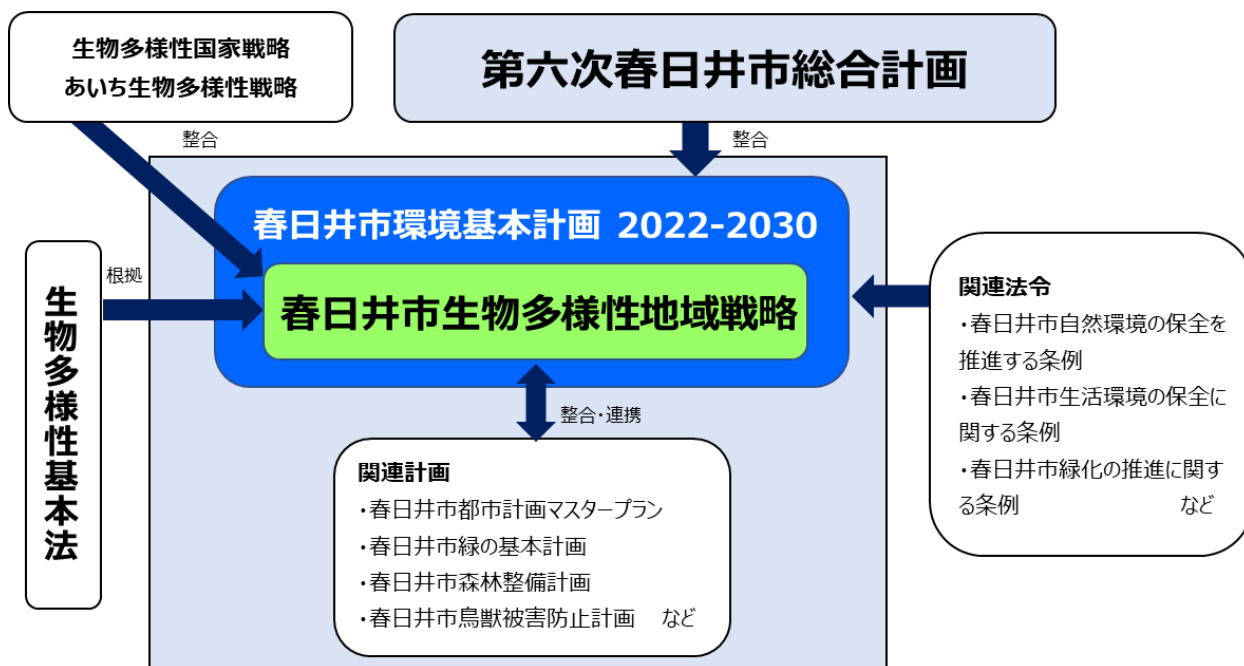 生物多様性国家戦略
あいち生物多様性戦略
第六次春日井市総合計画
整合
整合
春日井市環境基本計画 2022-2030
春日井市生物多様性地域戦略
根拠
生物多様性基本法
関連法令
・春日井市自然環境の保全を
推進する条例
・春日井市生活環境の保全に
関する条例
・春日井市緑化の推進に関す
る条例 など
整合・連携
関連計画
・春日井市都市計画マスタープラン
・春日井市緑の基本計画
・春日井市森林整備計画
・春日井市鳥獣被害防止計画 など